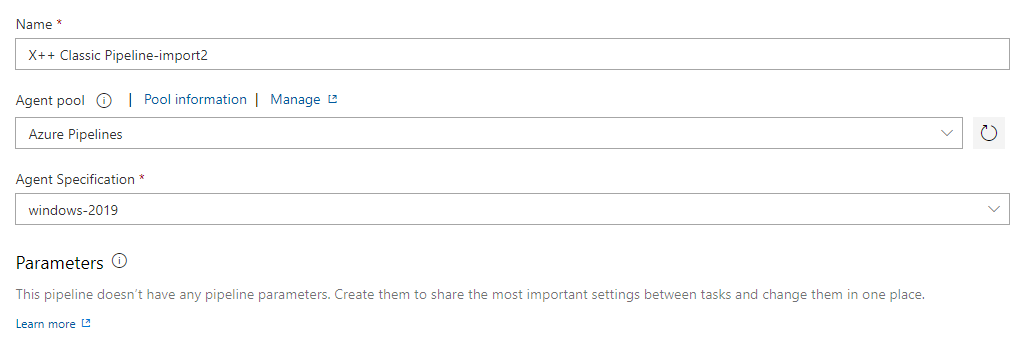 Name *
X++ Classic Pipeline-import2
Agent pool | Pool information | Manage
Azure Pipelines
Agent Specification *
windows-2019
Parameters
This pipeline doesn't have any pipeline parameters. Create them to share the most important settings between tasks and change them in one place.
Learn more